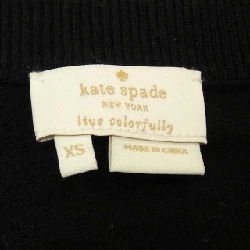 kate spade
NEW YORK
live colorfully
XS
MADE IN CHINA